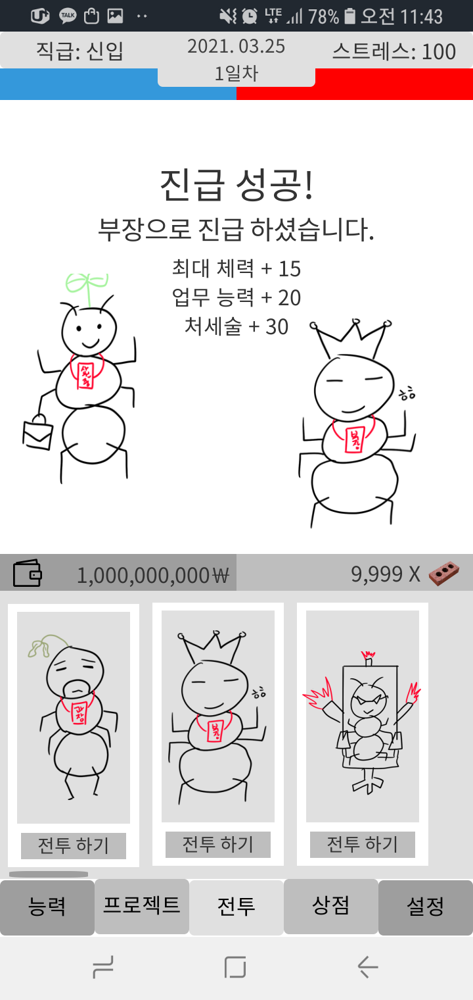 TALK
LTE
78%
오전 11:43
직급: 신입
2021. 03.25
스트레스: 100
1일차
진급 성공!
부장으로 진급 하셨습니다.
최대 체력 + 15
업무 능력 + 20
처세술 + 30
ㅎㅎ
부장
1,000,000,000₩
9,999 X
과장
부장
ㅎㅎ
전투 하기
전투 하기
전투 하기
능력
프로젝트
전투
상점
설정